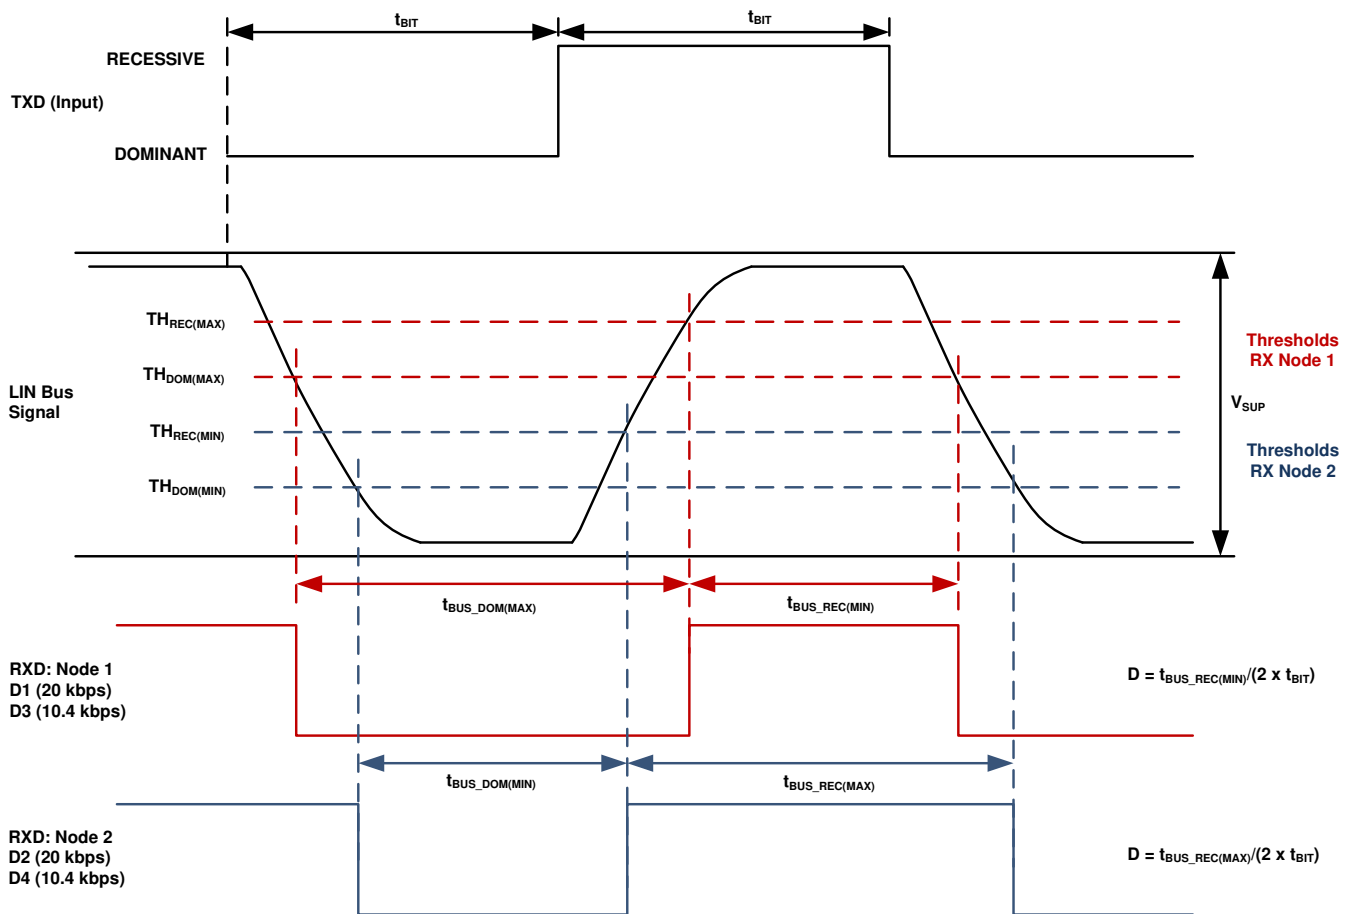 tBIT
tBIT
RECESSIVE
TXD (Input)
DOMINANT
THREC(MAX)
THDOM(MAX)
LIN Bus
Signal
THREC(MIN)
THDOM(MIN)
Thresholds
RX Node 1
VSUP
Thresholds
RX Node 2
tBUS_DOM(MAX)
tBUS_REC(MIN)
RXD: Node 1
D1 (20 kbps)
D3 (10.4 kbps)
D = tBUS_REC(MIN)/(2 x tBIT)
tBUS_DOM(MIN)
tBUS_REC(MAX)
RXD: Node 2
D2 (20 kbps)
D4 (10.4 kbps)
D = tBUS_REC(MAX)/(2 x tBIT)